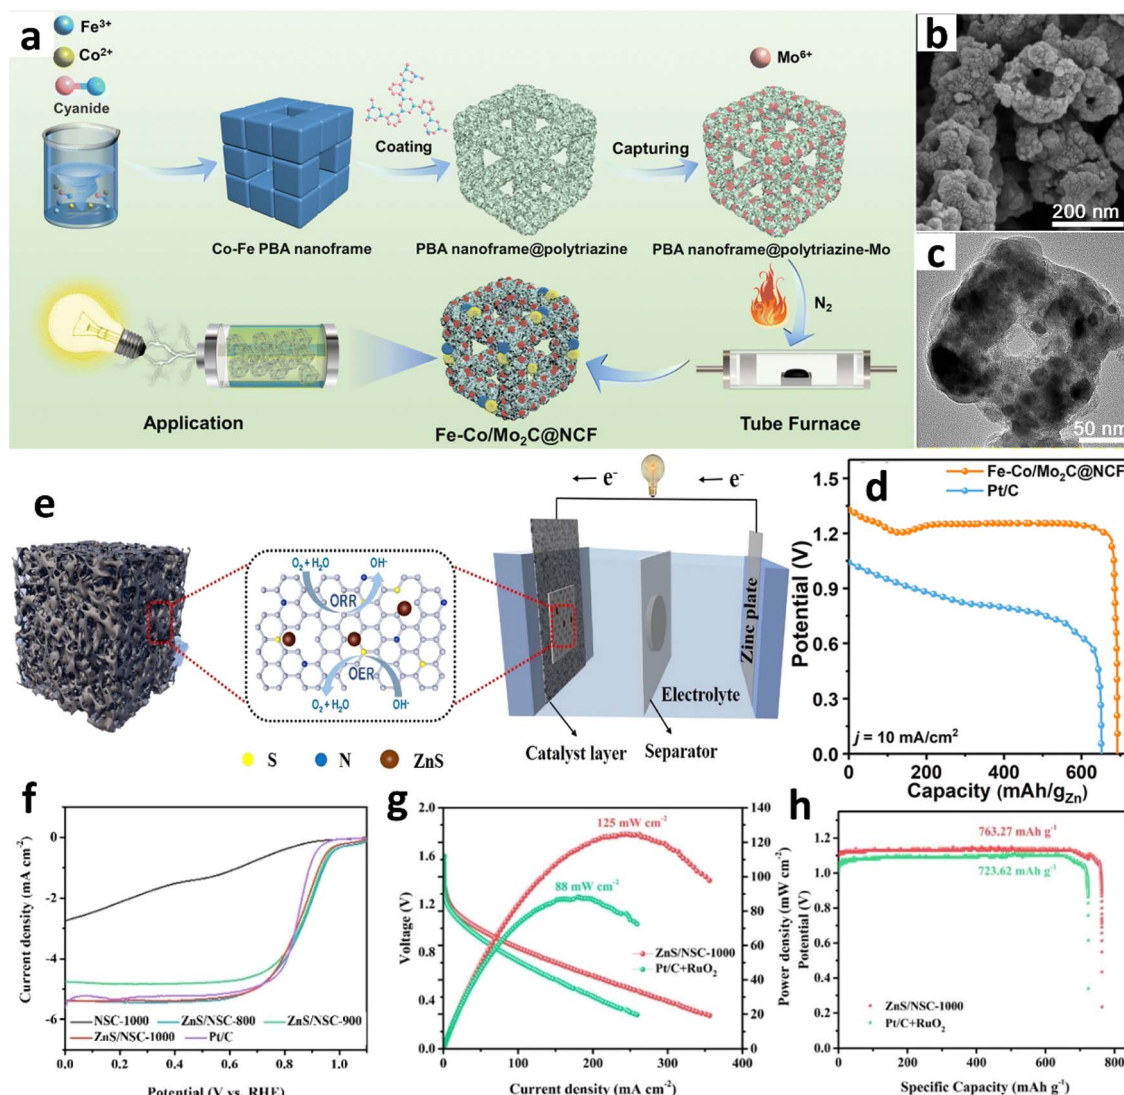 a
Fe³⁺
Co²⁺
Cyanide
Co-Fe PBA nanoframe
Coating
PBA nanoframe@polytriazine
Capturing
Mo⁶⁺
PBA nanoframe@polytriazine-Mo
N₂
Tube Furnace
Fe-Co/Mo₂C@NCF
Application
b
200 nm
c
50 nm
e
O₂ + H₂O
OH⁻
ORR
OER
O₂ + H₂O
OH⁻
S
N
ZnS
← e⁻
← e⁻
Zinc plate
Electrolyte
Catalyst layer
Separator
d
Fe-Co/Mo₂C@NCF
Pt/C
Potential (V)
1.5
1.2
0.9
0.6
0.3
0.0
j = 10 mA/cm²
0 200 400 600
Capacity (mAh/gZn)
f
Current density (mA cm⁻²)
0
-2
-4
-6
NSC-1000 ZnS/NSC-800 ZnS/NSC-900
ZnS/NSC-1000 Pt/C
0.0 0.2 0.4 0.6 0.8 1.0
Potential (V vs. RHE)
g
Voltage (V)
2.0
1.6
1.2
0.8
0.4
0.0
125 mW cm⁻²
88 mW cm⁻²
ZnS/NSC-1000
Pt/C+RuO₂
0 100 200 300 400
Current density (mA cm⁻²)
140
120
100
80
60
40
20
0
Power density (mW cm⁻²)
h
Potential (V)
1.2
1.0
0.8
0.6
0.4
0.2
0.0
763.27 mAh g⁻¹
723.62 mAh g⁻¹
ZnS/NSC-1000
Pt/C+RuO₂
0 200 400 600 800
Specific Capacity (mAh g⁻¹)